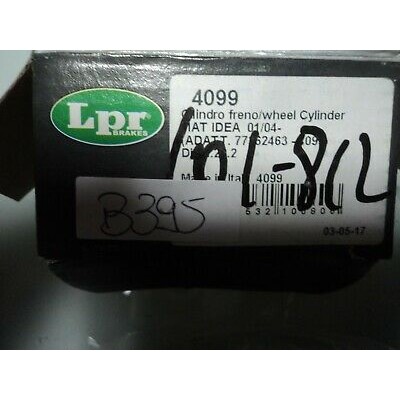 Lpr
BRAKES
4099
Cilindro freno/wheel Cylinder
FIAT IDEA 01/04-
(ADATT.
Made in Italy 4099
B395
03-05-17